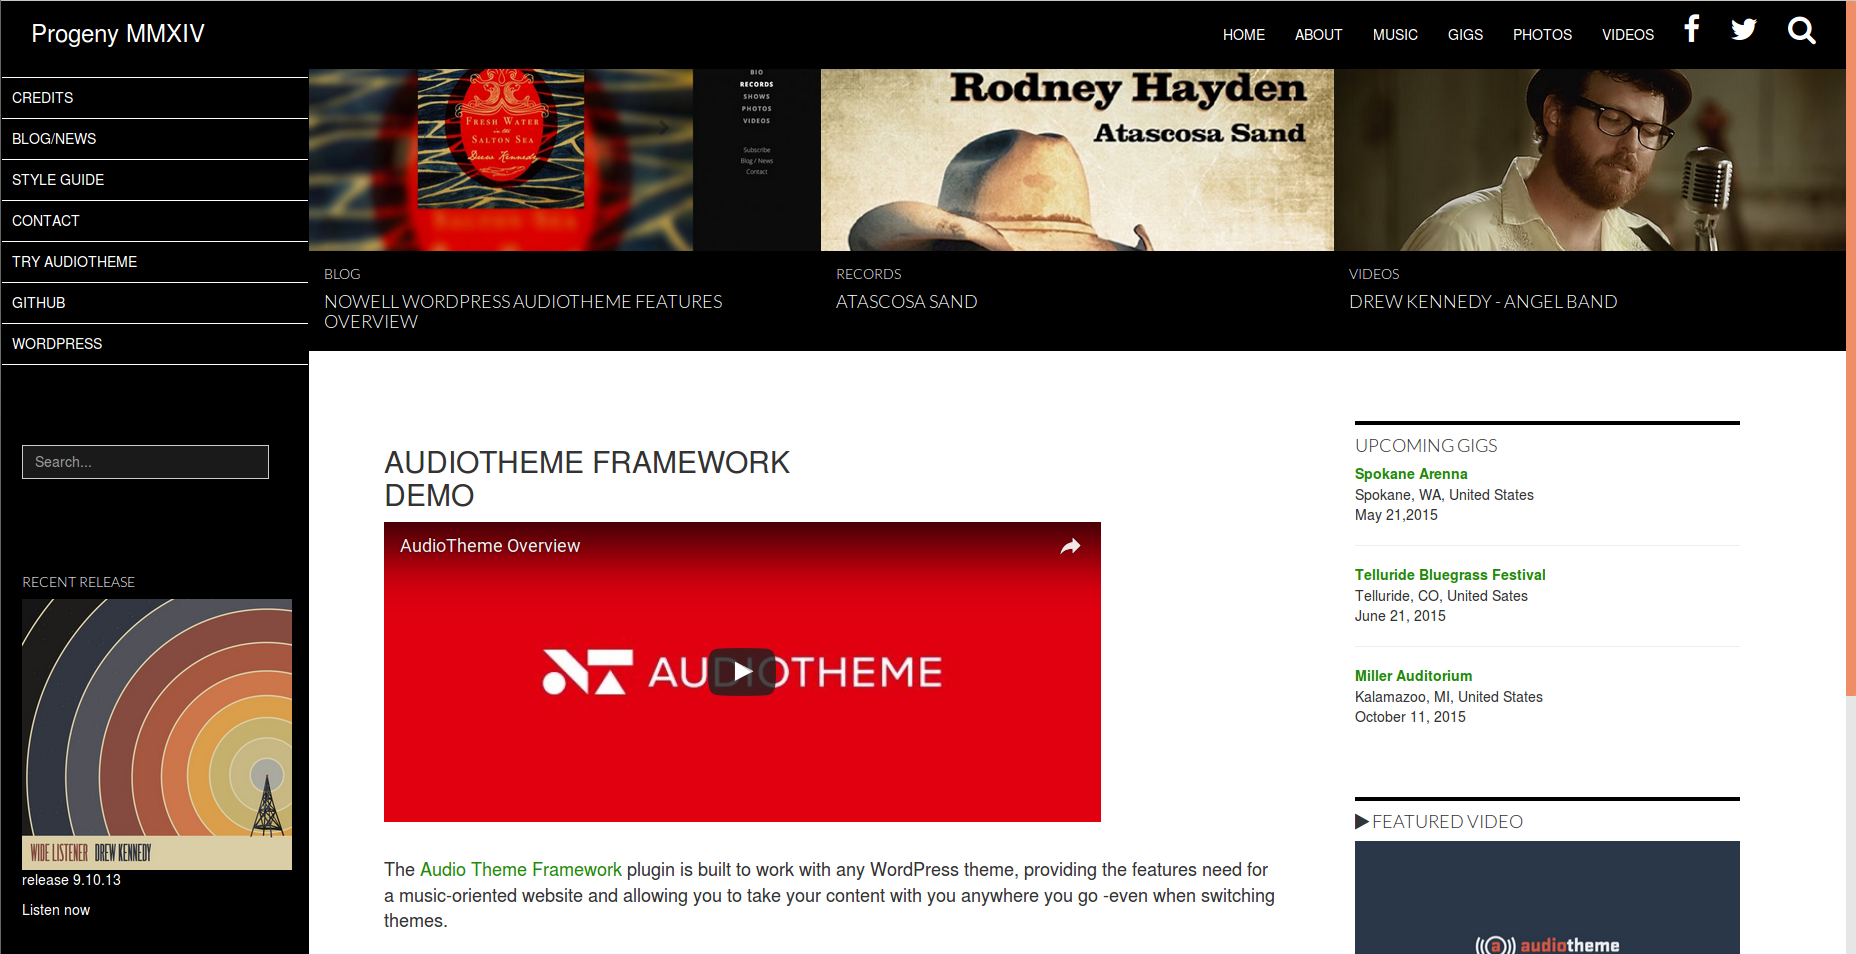 Progeny MMXIV
HOME ABOUT MUSIC GIGS PHOTOS VIDEOS
CREDITS
BLOG/NEWS
STYLE GUIDE
CONTACT
TRY AUDIOTHEME
GITHUB
WORDPRESS
Search...
RECENT RELEASE
WIDE LISTENER DREW KENNEDY
release 9.10.13
Listen now
FRESH WATER
in the
SALTON SEA
Drew Kennedy
SALTON SEA
BIO
RECORDS
SHOWS
PHOTOS
VIDEOS
Subscribe
Blog / News
Contact
BLOG
NOWELL WORDPRESS AUDIOTHEME FEATURES
OVERVIEW
Rodney Hayden
Atascosa Sand
RECORDS
ATASCOSA SAND
VIDEOS
DREW KENNEDY - ANGEL BAND
AUDIOTHEME FRAMEWORK
DEMO
AudioTheme Overview
AUDIOTHEME
The Audio Theme Framework plugin is built to work with any WordPress theme, providing the features need for
a music-oriented website and allowing you to take your content with you anywhere you go -even when switching
themes.
UPCOMING GIGS
Spokane Arenna
Spokane, WA, United States
May 21,2015
Telluride Bluegrass Festival
Telluride, CO, United Sates
June 21, 2015
Miller Auditorium
Kalamazoo, MI, United States
October 11, 2015
FEATURED VIDEO
((a)) audiotheme